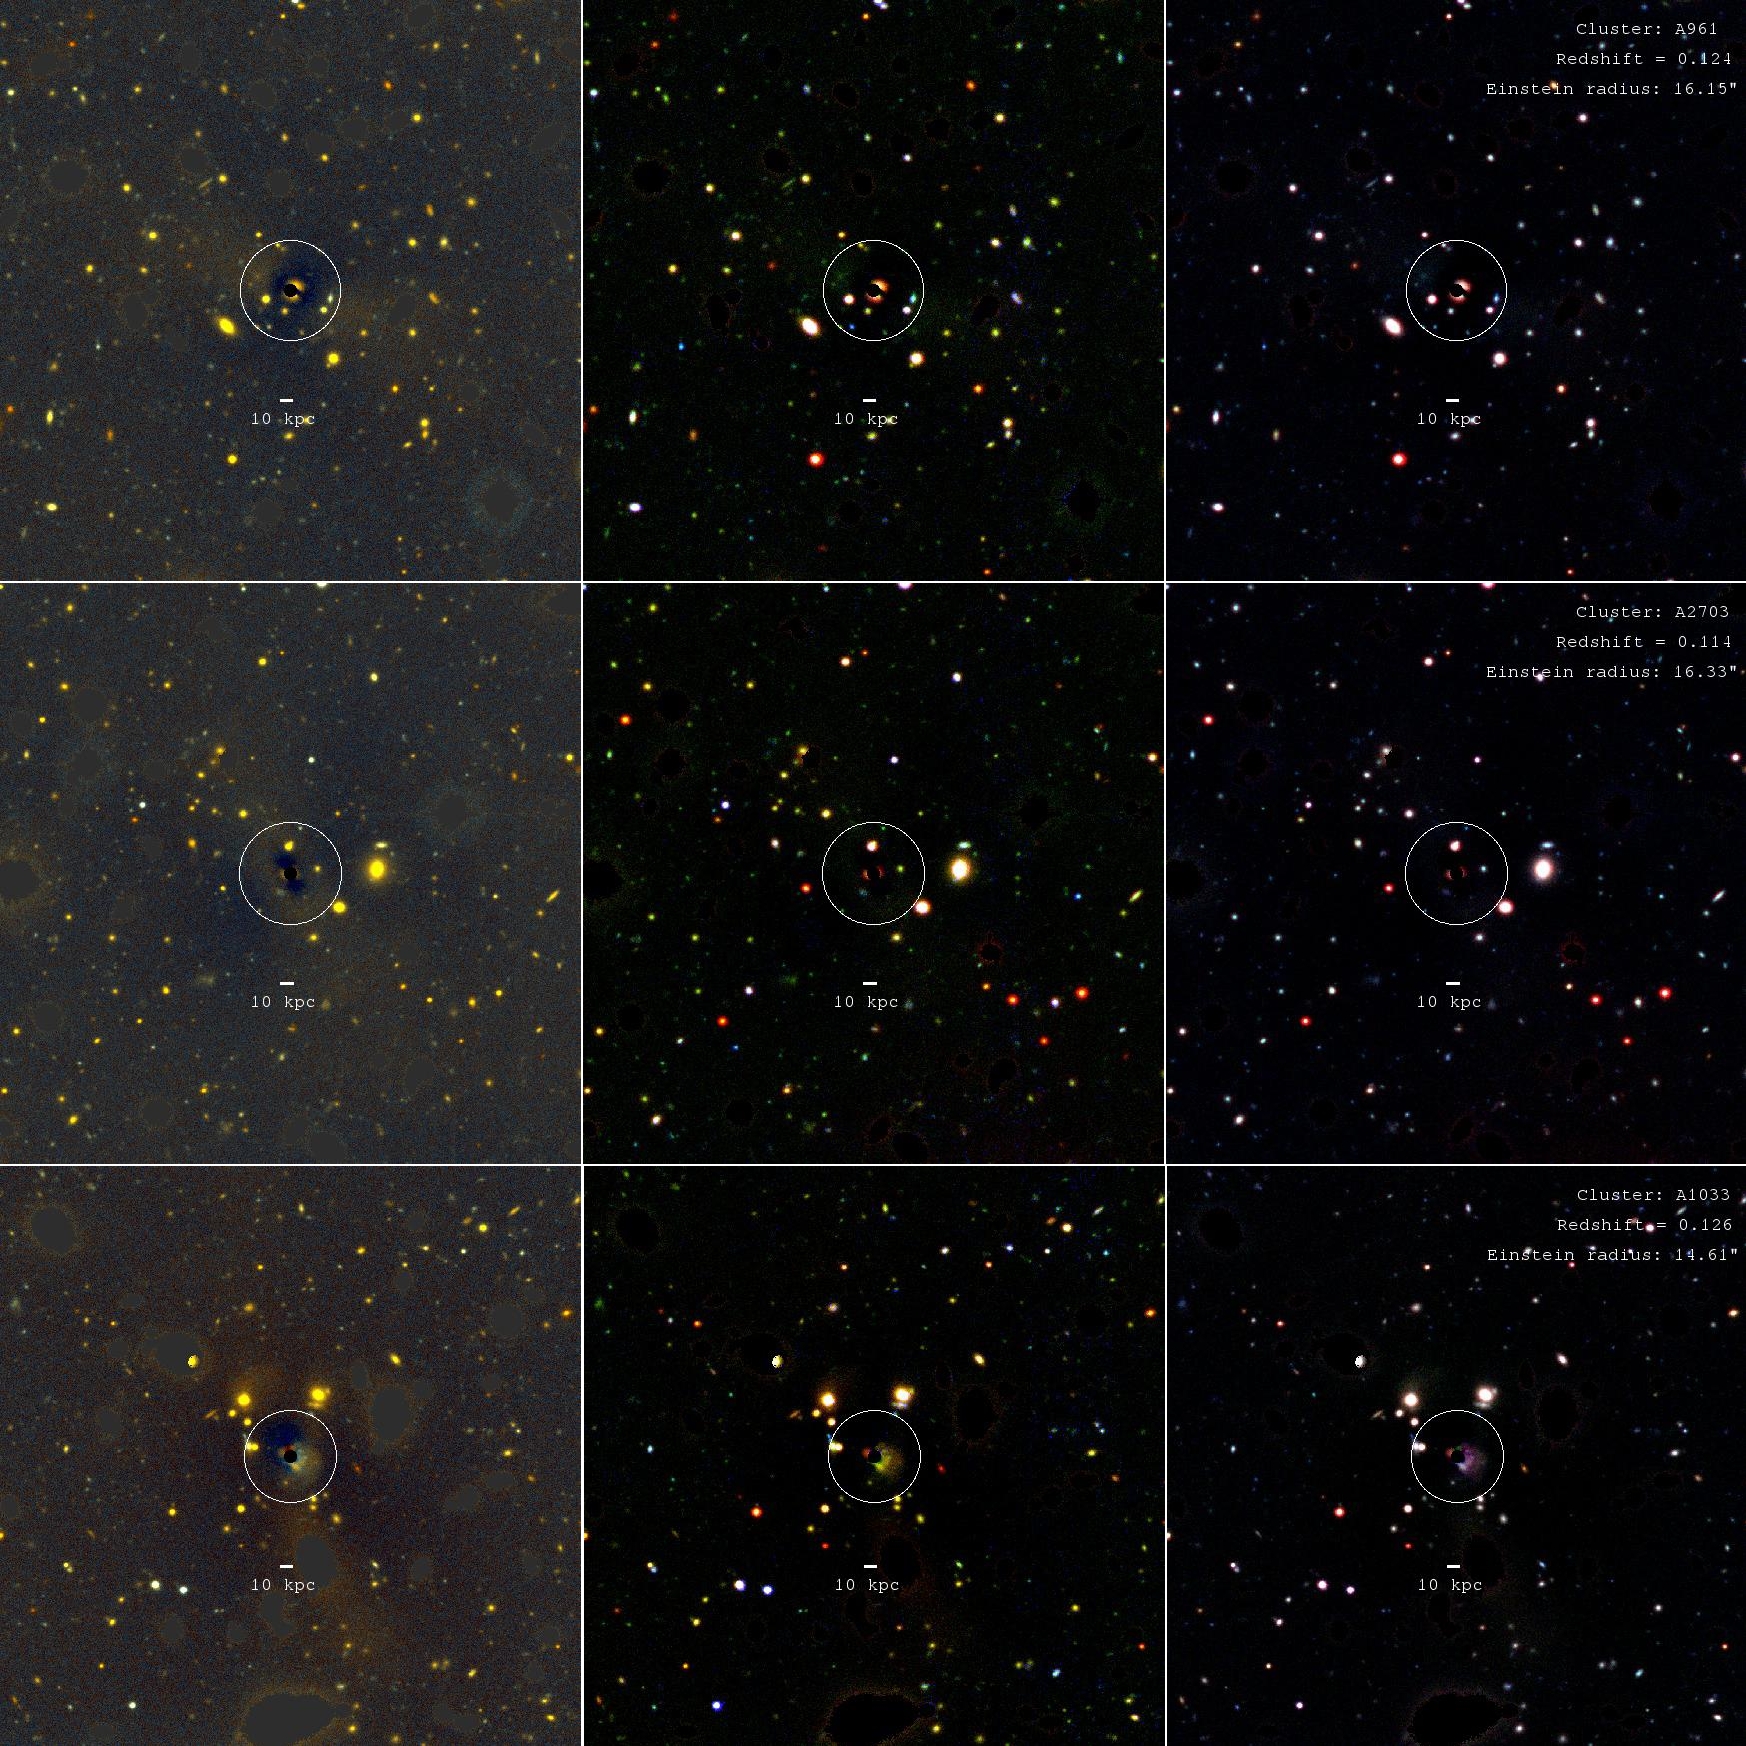 Cluster: A961
Redshift = 0.124
Einstein radius: 16.15"
10 kpc
10 kpc
10 kpc
Cluster: A2703
Redshift = 0.114
Einstein radius: 16.33"
10 kpc
10 kpc
10 kpc
Cluster: A1033
Redshift = 0.126
Einstein radius: 14.61"
10 kpc
10 kpc
10 kpc